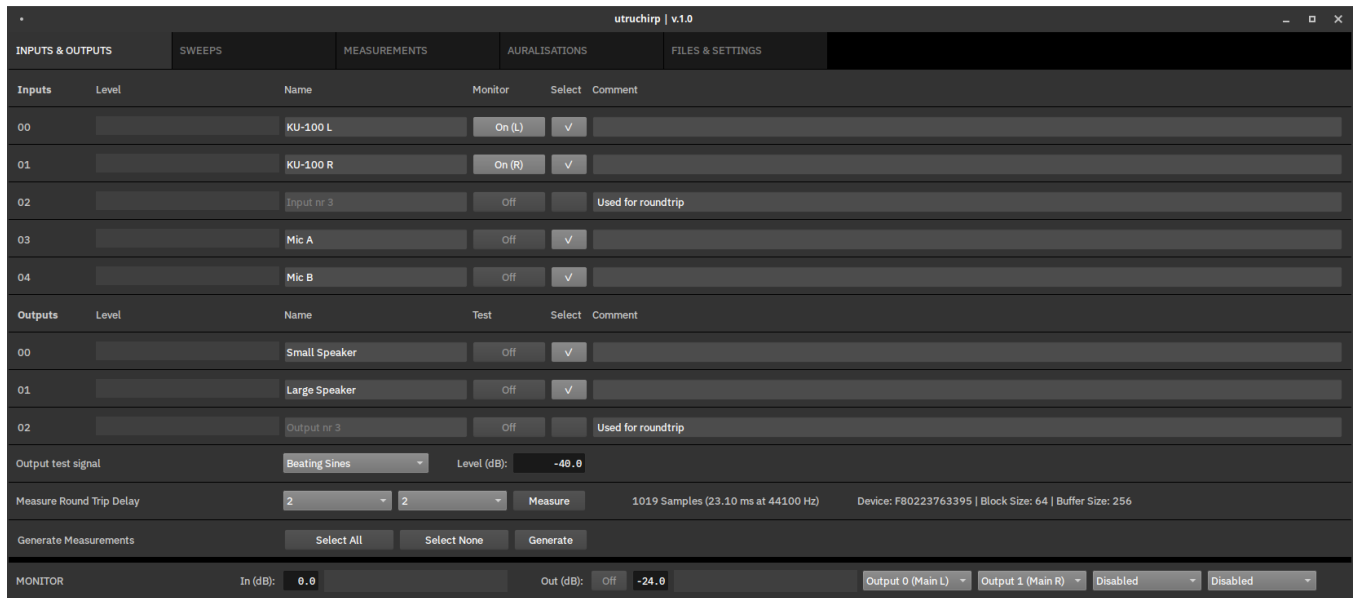 utruchirp | v.1.0
INPUTS & OUTPUTS SWEEPS MEASUREMENTS AURALISATIONS FILES & SETTINGS
Inputs Level Name Monitor Select Comment
00 KU-100 L On (L) √
01 KU-100 R On (R) √
02 Input nr 3 Off Used for roundtrip
03 Mic A Off √
04 Mic B Off √
Outputs Level Name Test Select Comment
00 Small Speaker Off √
01 Large Speaker Off √
02 Output nr 3 Off Used for roundtrip
Output test signal Beating Sines Level (dB): -40.0
Measure Round Trip Delay 2 2 Measure 1019 Samples (23.10 ms at 44100 Hz) Device: F80223763395 | Block Size: 64 | Buffer Size: 256
Generate Measurements Select All Select None Generate
MONITOR In (dB): 0.0 Out (dB): Off -24.0 Output 0 (Main L) Output 1 (Main R) Disabled Disabled